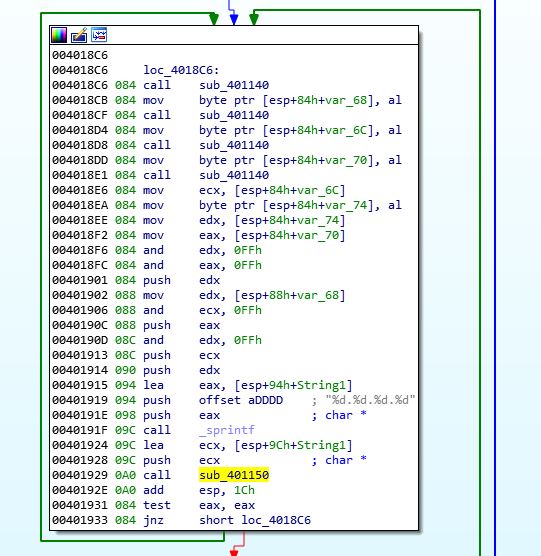 004018C6
004018C6 loc_4018C6:
004018C6 084 call sub_401140
004018CB 084 mov byte ptr [esp+84h+var_68], al
004018CF 084 call sub_401140
004018D4 084 mov byte ptr [esp+84h+var_6C], al
004018D8 084 call sub_401140
004018DD 084 mov byte ptr [esp+84h+var_70], al
004018E1 084 call sub_401140
004018E6 084 mov ecx, [esp+84h+var_6C]
004018EA 084 mov byte ptr [esp+84h+var_74], al
004018EE 084 mov edx, [esp+84h+var_74]
004018F2 084 mov eax, [esp+84h+var_70]
004018F6 084 and edx, 0FFh
004018FC 084 and eax, 0FFh
00401901 084 push edx
00401902 088 mov edx, [esp+88h+var_68]
00401906 088 and ecx, 0FFh
0040190C 088 push eax
0040190D 08C and edx, 0FFh
00401913 08C push ecx
00401914 090 push edx
00401915 094 lea eax, [esp+94h+String1]
00401919 094 push offset aDDDD ; "%d.%d.%d.%d"
0040191E 098 push eax ; char *
0040191F 09C call _sprintf
00401924 09C lea ecx, [esp+9Ch+String1]
00401928 09C push ecx ; char *
00401929 0A0 call sub_401150
0040192E 0A0 add esp, 1Ch
00401931 084 test eax, eax
00401933 084 jnz short loc_4018C6